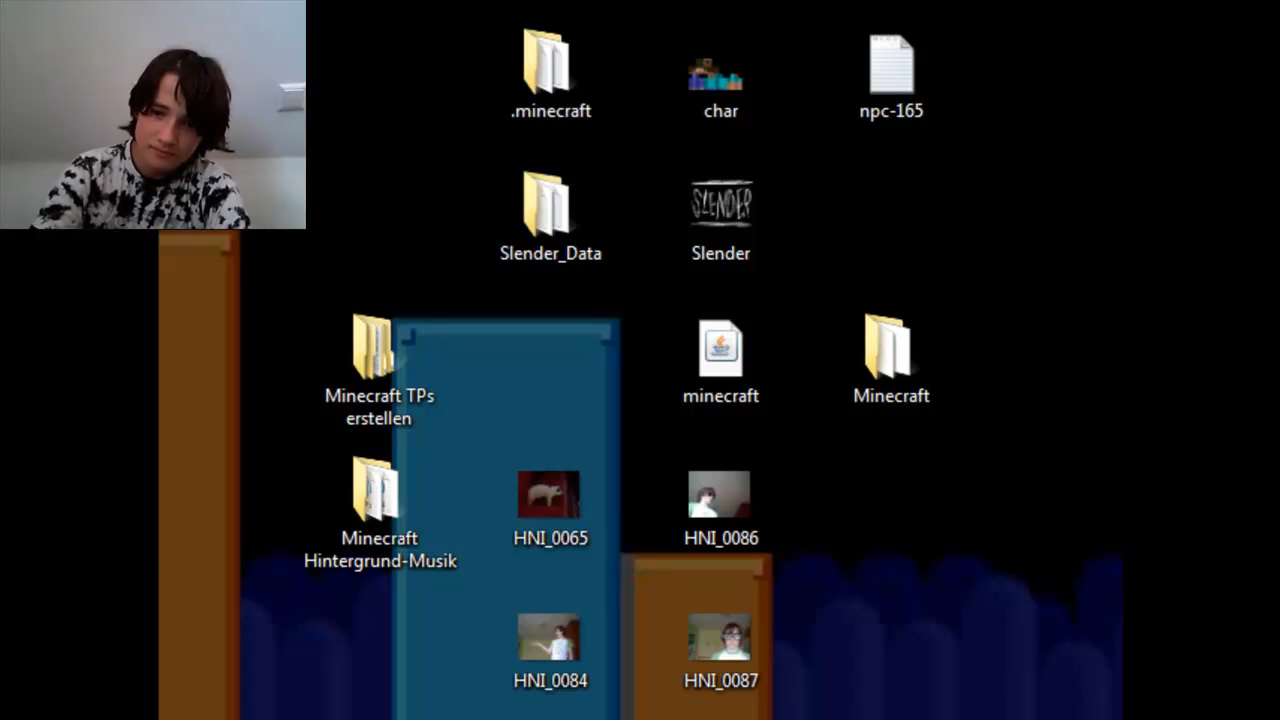 .minecraft
char
npc-165
SLENDER
Slender_Data
Slender
Minecraft TPs
erstellen
minecraft
Minecraft
Minecraft
Hintergrund-Musik
HNI_0065
HNI_0086
HNI_0084
HNI_0087